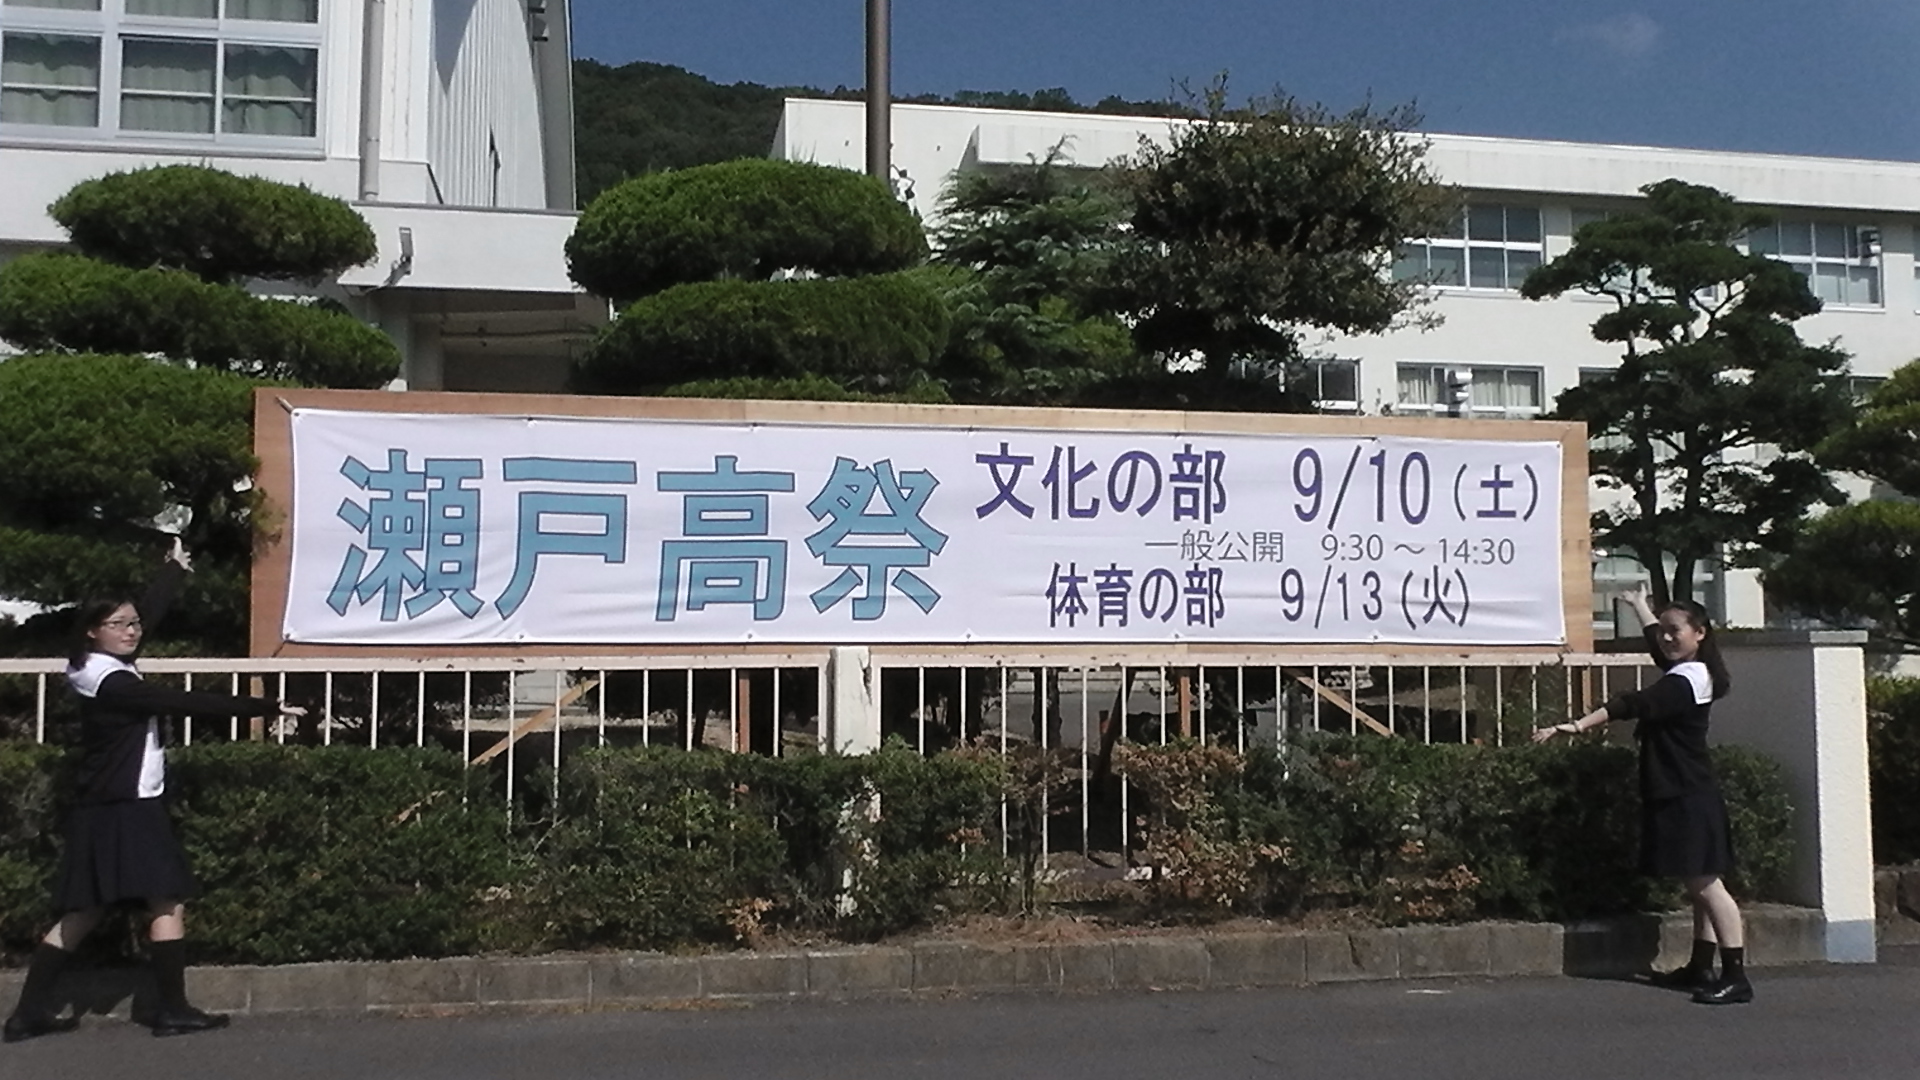 瀬戸高祭
文化の部 9/10(土)
一般公開 9:30～14:30
体育の部 9/13(火)